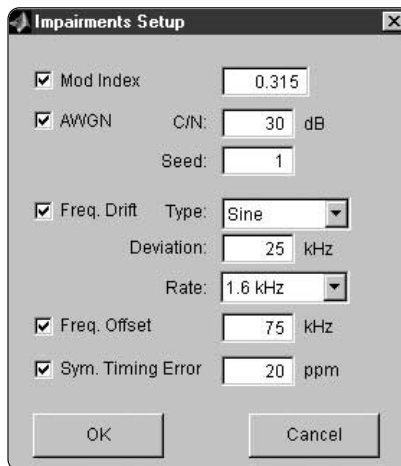 Impairments Setup
Mod Index 0.315
AWGN C/N: 30 dB
Seed: 1
Freq. Drift Type: Sine
Deviation: 25 kHz
Rate: 1.6 kHz
Freq. Offset 75 kHz
Sym. Timing Error 20 ppm
OK Cancel